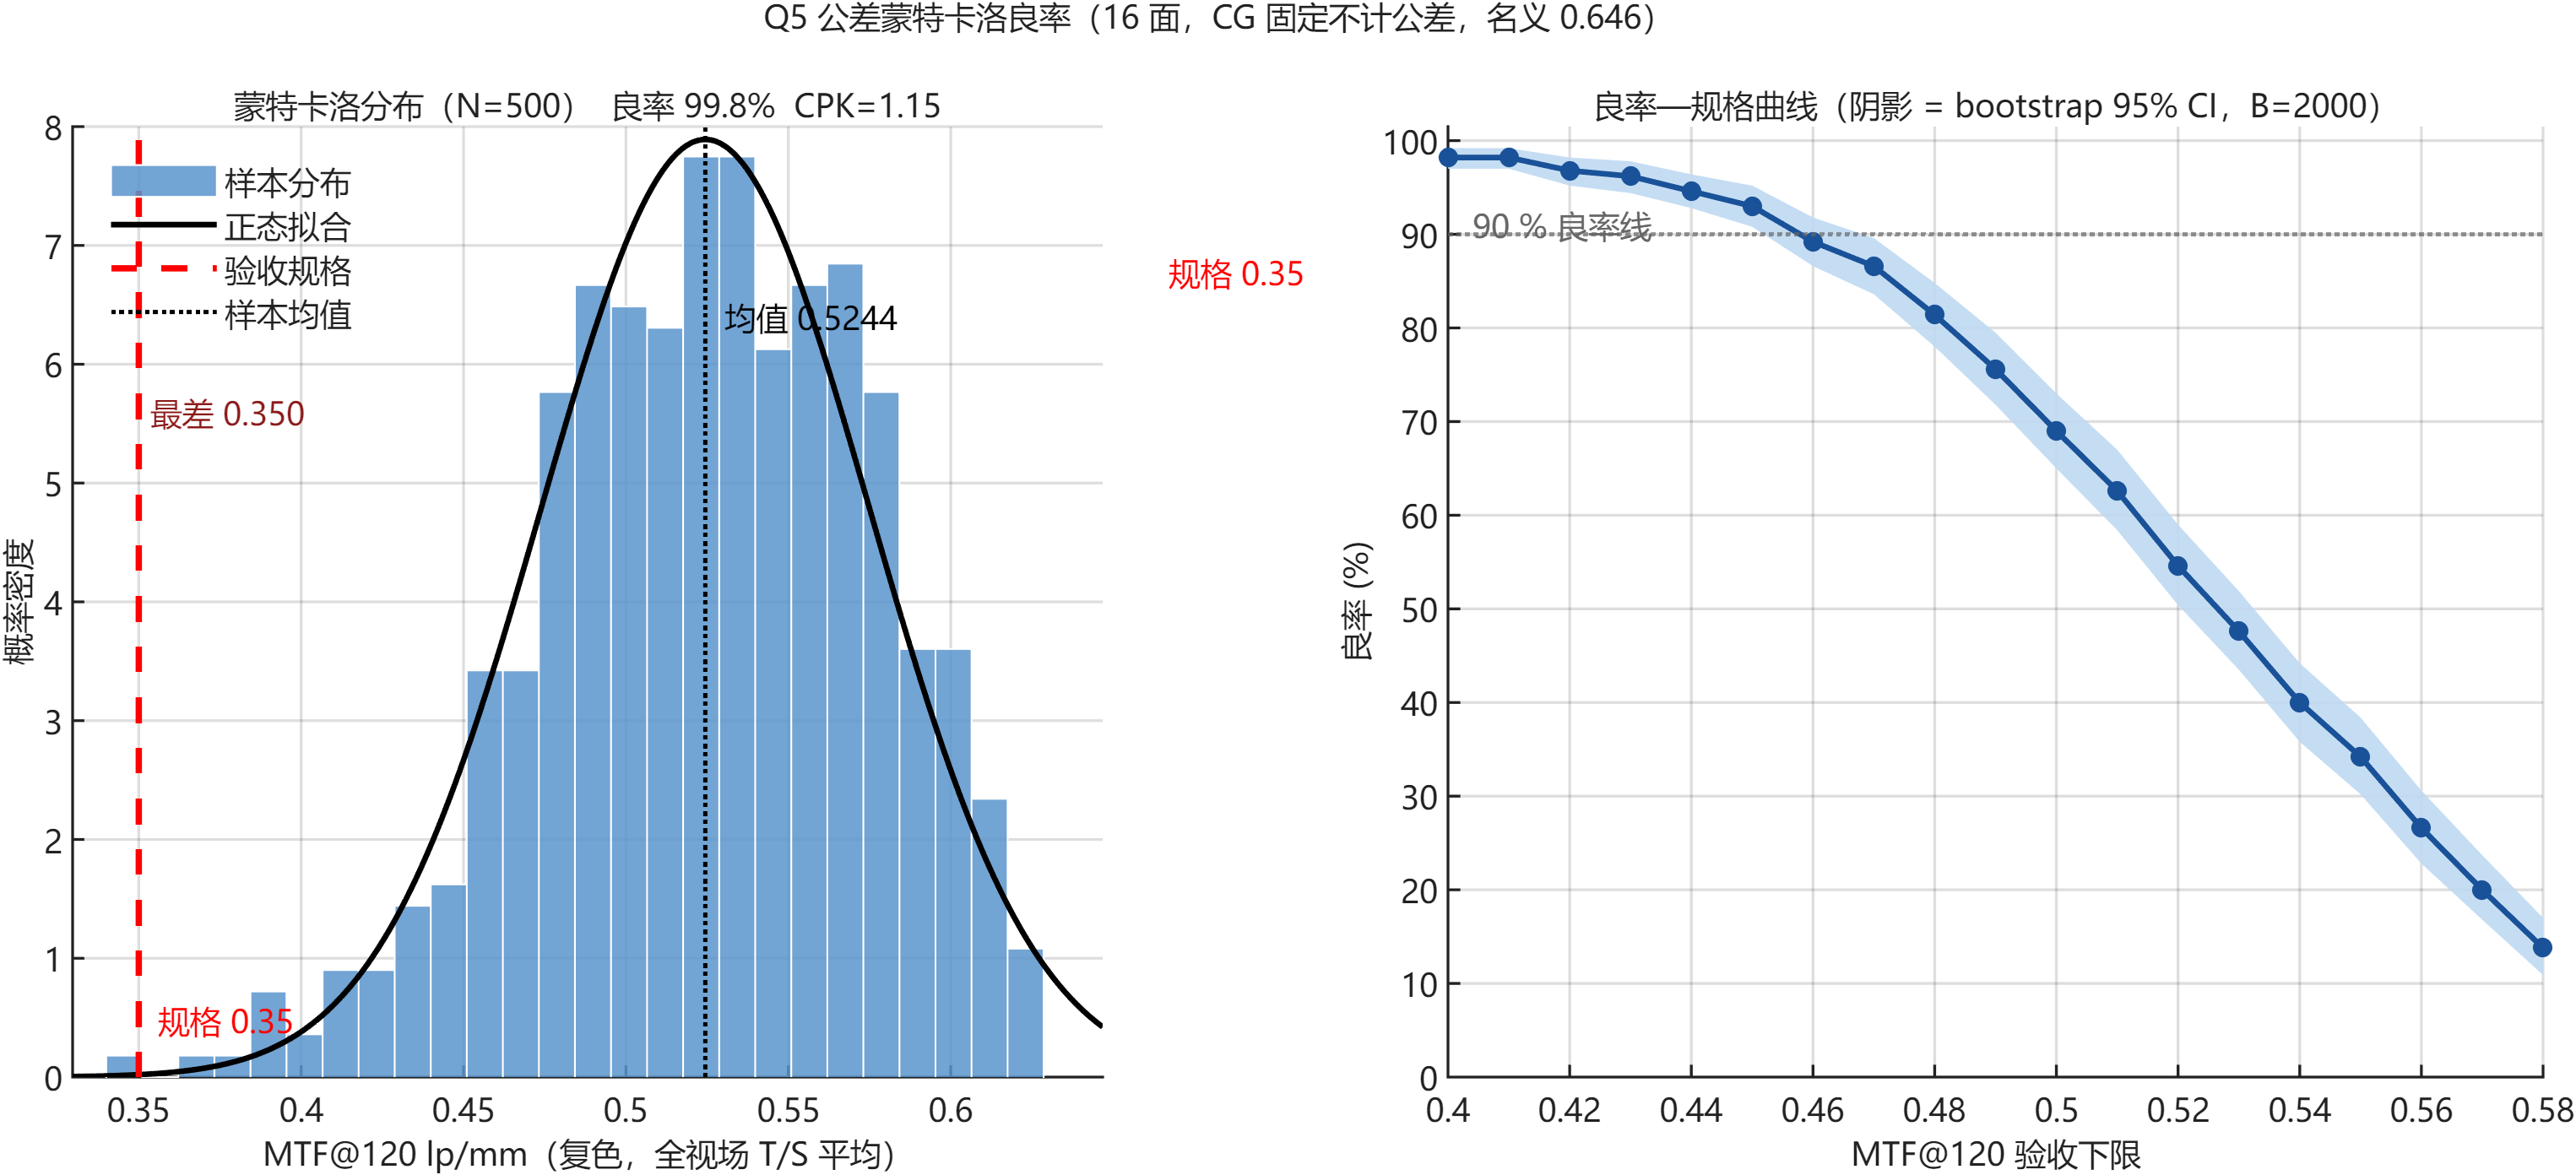 Q5 公差蒙特卡洛良率（16 面，CG 固定不计公差，名义 0.646）
蒙特卡洛分布（N=500） 良率 99.8% CPK=1.15
样本分布
正态拟合
验收规格
样本均值
均值 0.5244
最差 0.350
规格 0.35
概率密度
8
7
6
5
4
3
2
1
0
0.35 0.4 0.45 0.5 0.55 0.6
MTF@120 lp/mm（复色，全视场 T/S 平均）
规格 0.35
良率—规格曲线（阴影 = bootstrap 95% CI，B=2000）
90 % 良率线
良率 (%)
100
90
80
70
60
50
40
30
20
10
0
0.4 0.42 0.44 0.46 0.48 0.5 0.52 0.54 0.56 0.58
MTF@120 验收下限